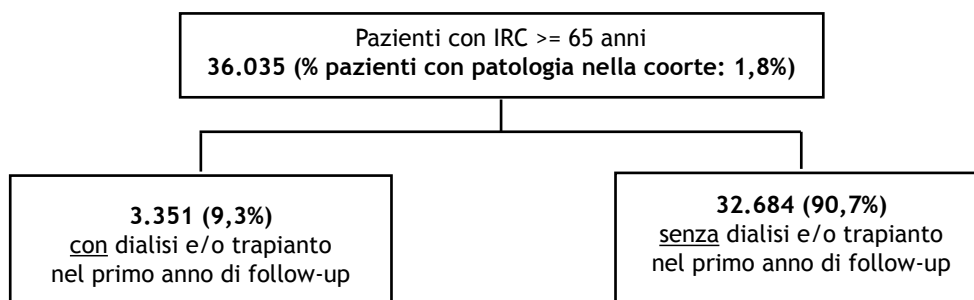 Pazienti con IRC >= 65 anni
36.035 (% pazienti con patologia nella coorte: 1,8%)
3.351 (9,3%)
con dialisi e/o trapianto
nel primo anno di follow-up
32.684 (90,7%)
senza dialisi e/o trapianto
nel primo anno di follow-up